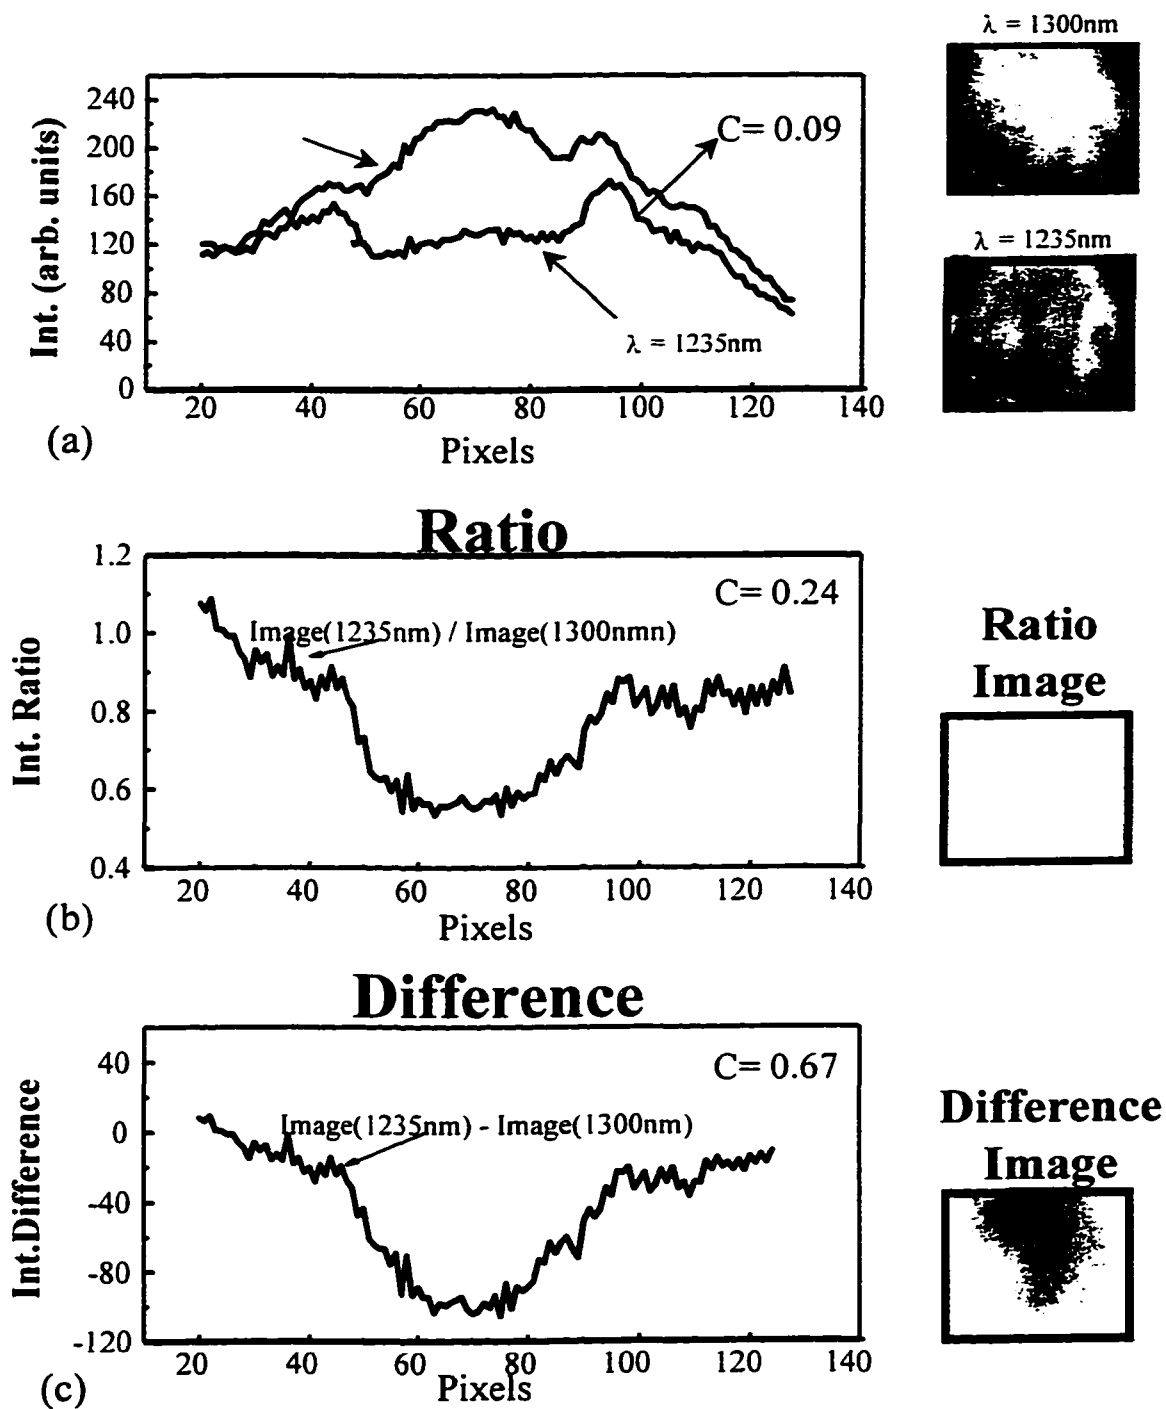 λ = 1300nm
240
200
160
120
80
40
0
Int. (arb. units)
C= 0.09
λ = 1235nm
20 40 60 80 100 120 140
Pixels
(a)
λ = 1235nm
Ratio
1.2
1.0
0.8
0.6
0.4
Int. Ratio
C= 0.24
Image(1235nm) / Image(1300nmn)
20 40 60 80 100 120 140
Pixels
(b)
Ratio
Image
Difference
40
0
-40
-80
-120
Int.Difference
C= 0.67
Image(1235nm) - Image(1300nm)
20 40 60 80 100 120 140
Pixels
(c)
Difference
Image